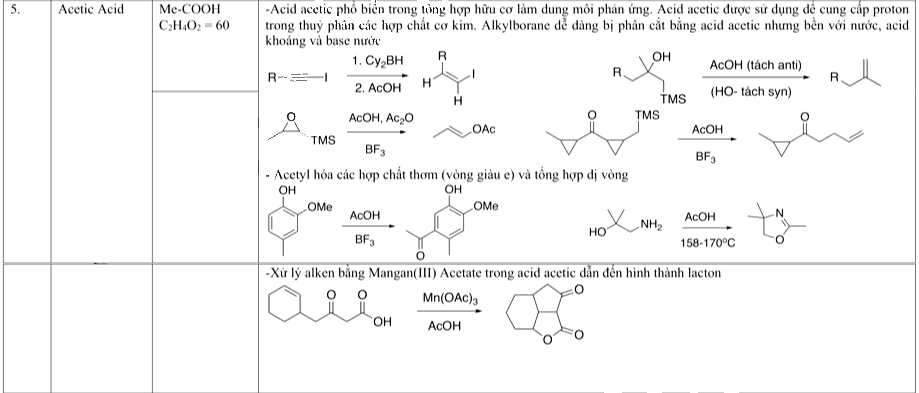 5.
Acetic Acid
Me-COOH
C₂H₄O₂ = 60
-Acid acetic phổ biến trong tổng hợp hữu cơ làm dung môi phản ứng. Acid acetic được sử dụng để cung cấp proton
trong thuỷ phân các hợp chất cơ kim. Alkylborane dễ dàng bị phân cắt bằng acid acetic nhưng bền với nước, acid
khoáng và base nước
R
I
1. Cy₂BH
2. AcOH
R
H
I
H
R
OH
TMS
AcOH (tách anti)
(HO- tách syn)
R
O
TMS
AcOH, Ac₂O
BF₃
OAc
O
TMS
AcOH
BF₃
O
- Acetyl hóa các hợp chất thơm (vòng giàu e) và tổng hợp dị vòng
OH
OMe
AcOH
BF₃
OH
OMe
O
HO
NH₂
AcOH
158-170⁰C
N
O
-Xử lý alken bằng Mangan(III) Acetate trong acid acetic dẫn đến hình thành lacton
O
O
OH
Mn(OAc)₃
AcOH
O
O
O